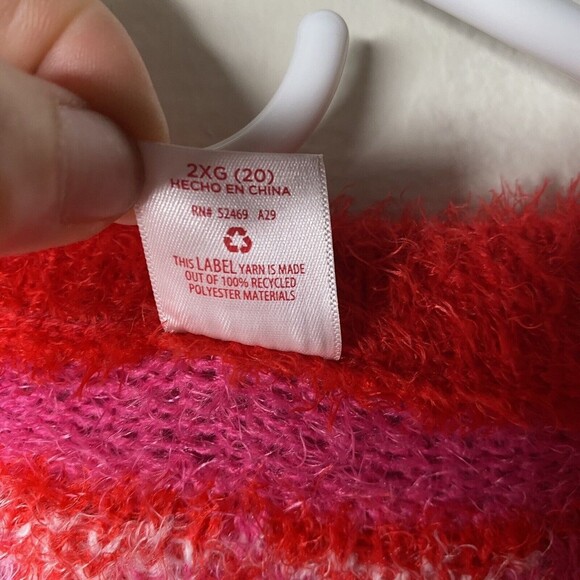 2XG (20)
HECHO EN CHINA
RN# 52469 A29
THIS LABEL YARN IS MADE
OUT OF 100% RECYCLED
POLYESTER MATERIALS